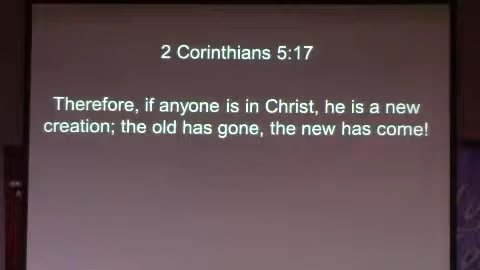 2 Corinthians 5:17
Therefore, if anyone is in Christ, he is a new
creation; the old has gone, the new has come!